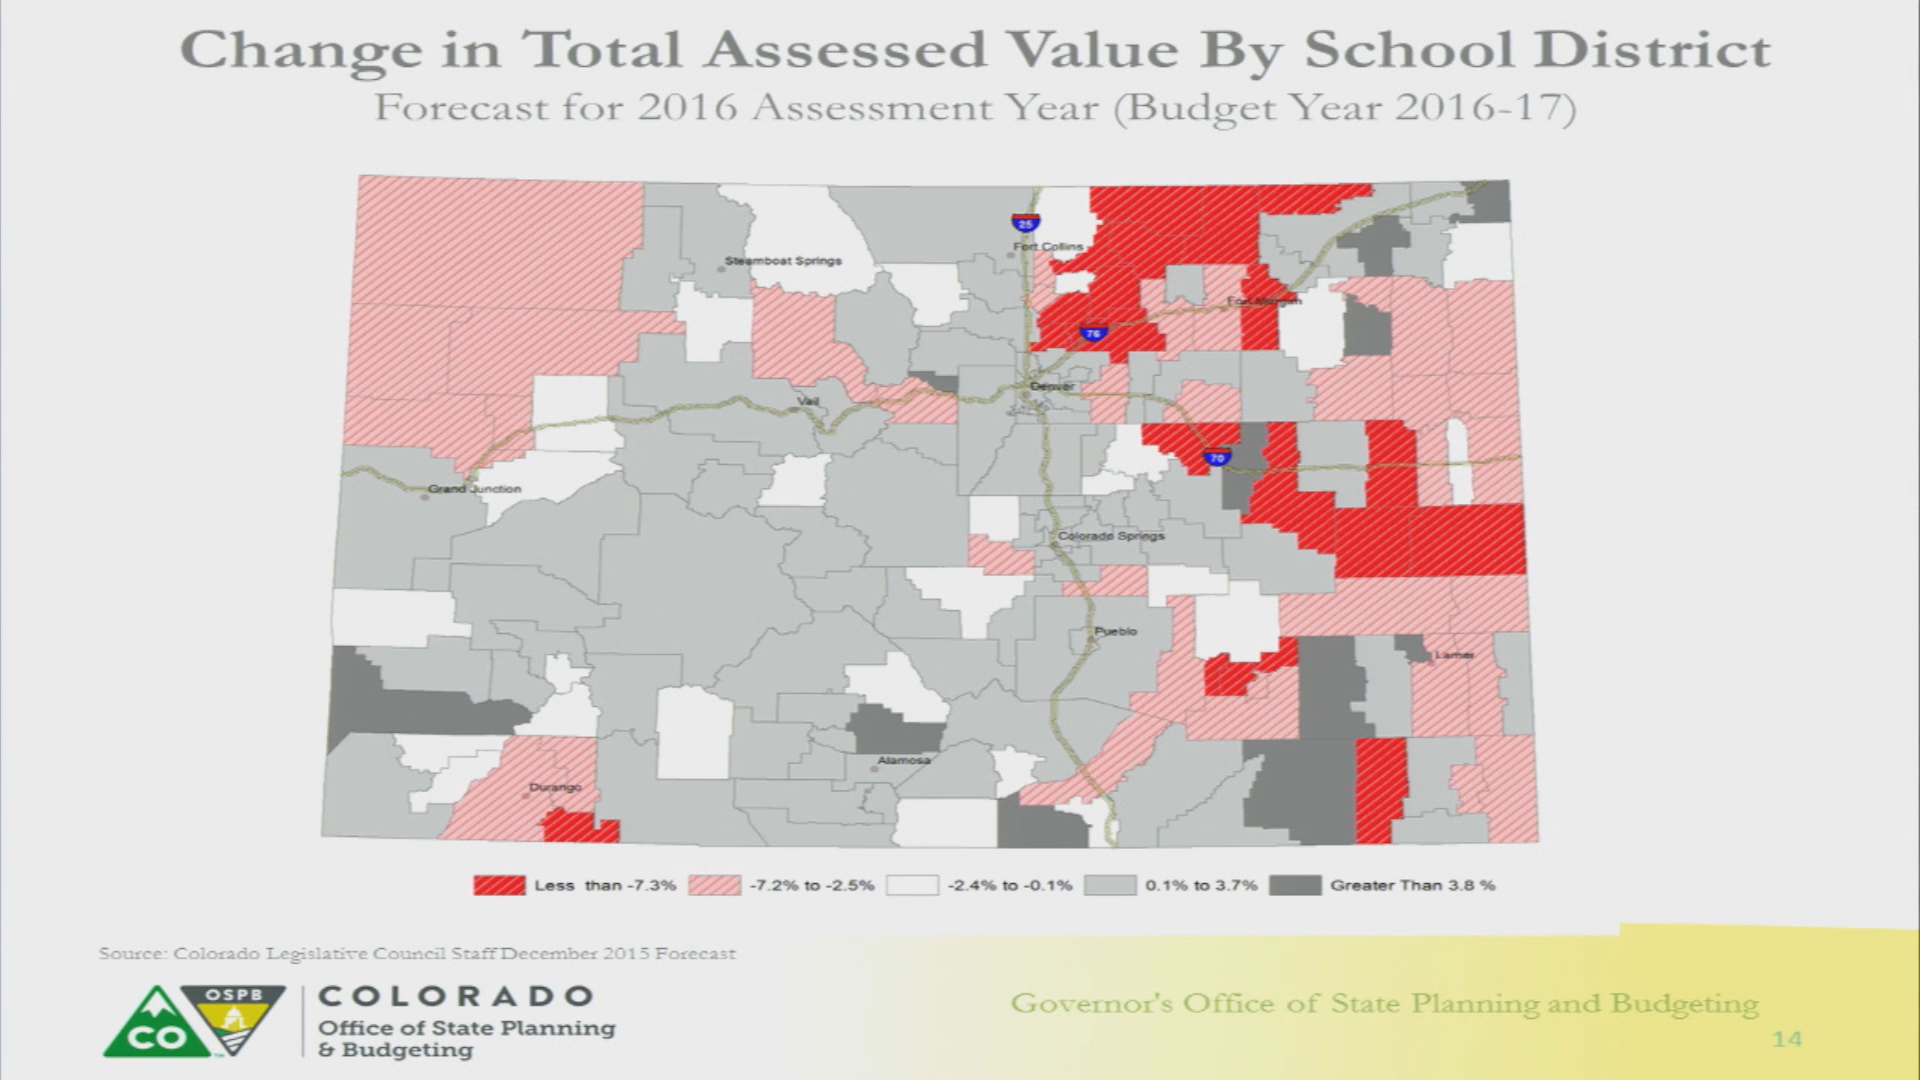 Change in Total Assessed Value By School District
Forecast for 2016 Assessment Year (Budget Year 2016-17)
25
Fort Collins
Steamboat Springs
Fort Morgan
76
Denver
Vail
70
Grand Junction
Colorado Springs
Pueblo
Lamar
Alamosa
Durango
Less than -7.3%
-7.2% to -2.5%
-2.4% to -0.1%
0.1% to 3.7%
Greater Than 3.8 %
Source: Colorado Legislative Council Staff December 2015 Forecast
OSPB
CO
TM
COLORADO
Office of State Planning
& Budgeting
Governor's Office of State Planning and Budgeting
14